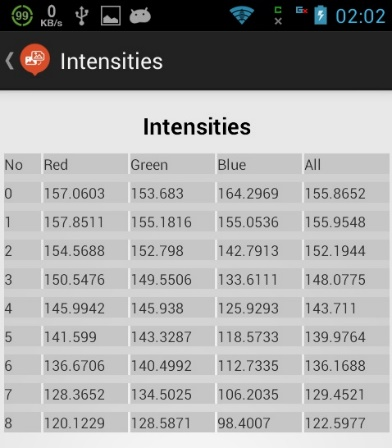 99 0 KB/s C x G x 02:02
Intensities
Intensities
No Red Green Blue All
0 157.0603 153.683 164.2969 155.8652
1 157.8511 155.1816 155.0536 155.9548
2 154.5688 152.798 142.7913 152.1944
3 150.5476 149.5506 133.6111 148.0775
4 145.9942 145.938 125.9293 143.711
5 141.599 143.3287 118.5733 139.9764
6 136.6706 140.4992 112.7335 136.1688
7 128.3652 134.5025 106.2035 129.4521
8 120.1229 128.5871 98.4007 122.5977